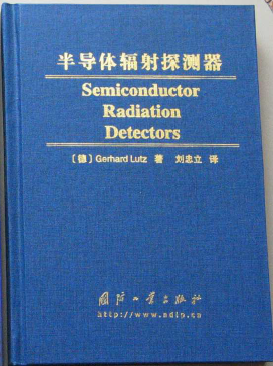 半导体辐射探测器
Semiconductor
Radiation
Detectors
〔德〕Gerhard Lutz 著 刘忠立 译
国防工业出版社
http://www.ndip.cn